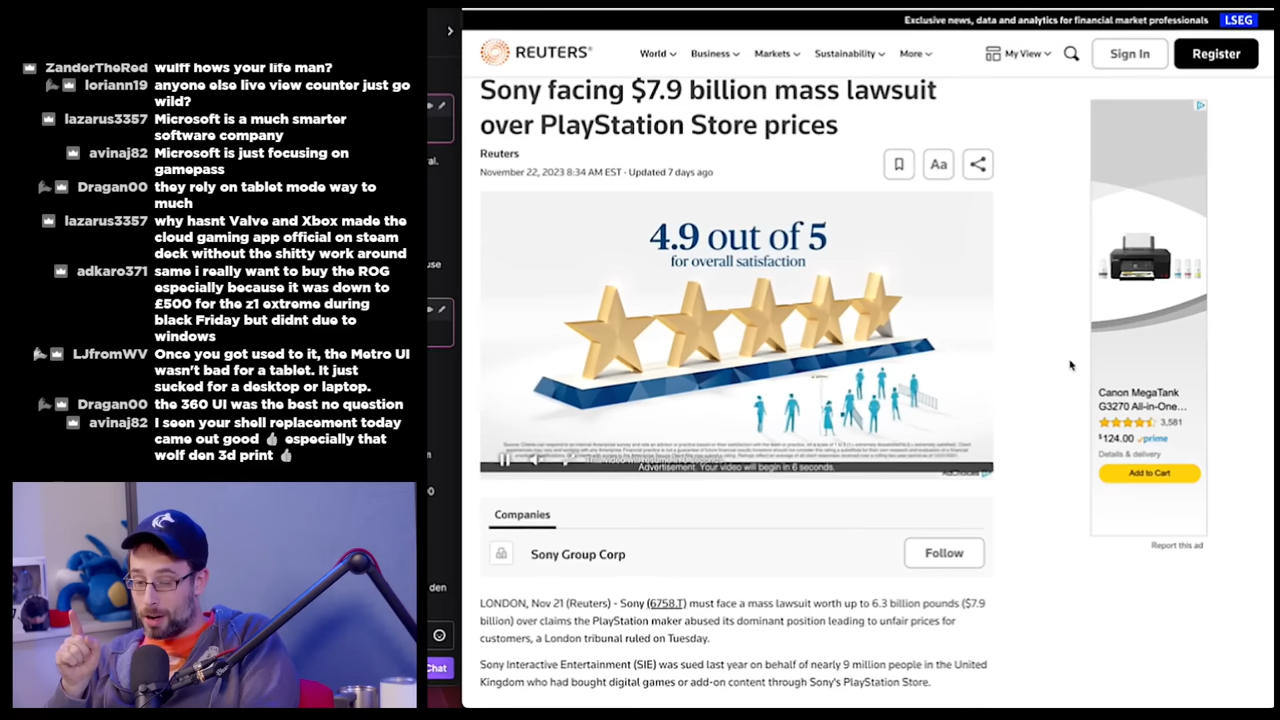 Exclusive news, data and analytics for financial market professionals LSEG
REUTERS World Business Markets Sustainability More My View Sign In Register
ZanderTheRed wulff hows your life man?
loriann19 anyone else live view counter just go
wild?
lazarus3357 Microsoft is a much smarter
software company
avinaj82 Microsoft is just focusing on
gamepass
Dragan00 they rely on tablet mode way to
much
lazarus3357 why hasnt Valve and Xbox made the
cloud gaming app official on steam
deck without the shitty work around
adkaro371 same i really want to buy the ROG
especially because it was down to
£500 for the z1 extreme during
black Friday but didnt due to
windows
LJfromWV Once you got used to it, the Metro UI
wasn't bad for a tablet. It just
sucked for a desktop or laptop.
Dragan00 the 360 UI was the best no question
avinaj82 I seen your shell replacement today
came out good 👍 especially that
wolf den 3d print 👍
al.
use
den
Chat
Sony facing $7.9 billion mass lawsuit
over PlayStation Store prices
Reuters
November 22, 2023 8:34 AM EST · Updated 7 days ago
Aa
4.9 out of 5
for overall satisfaction
Advertisement. Your video will begin in 6 seconds.
AdChoices
Companies
Sony Group Corp
Follow
LONDON, Nov 21 (Reuters) - Sony (6758.T) must face a mass lawsuit worth up to 6.3 billion pounds ($7.9
billion) over claims the PlayStation maker abused its dominant position leading to unfair prices for
customers, a London tribunal ruled on Tuesday.
Sony Interactive Entertainment (SIE) was sued last year on behalf of nearly 9 million people in the United
Kingdom who had bought digital games or add-on content through Sony's PlayStation Store.
Canon MegaTank
G3270 All-in-One...
3,581
$124.00 prime
Details & delivery
Add to Cart
Report this ad